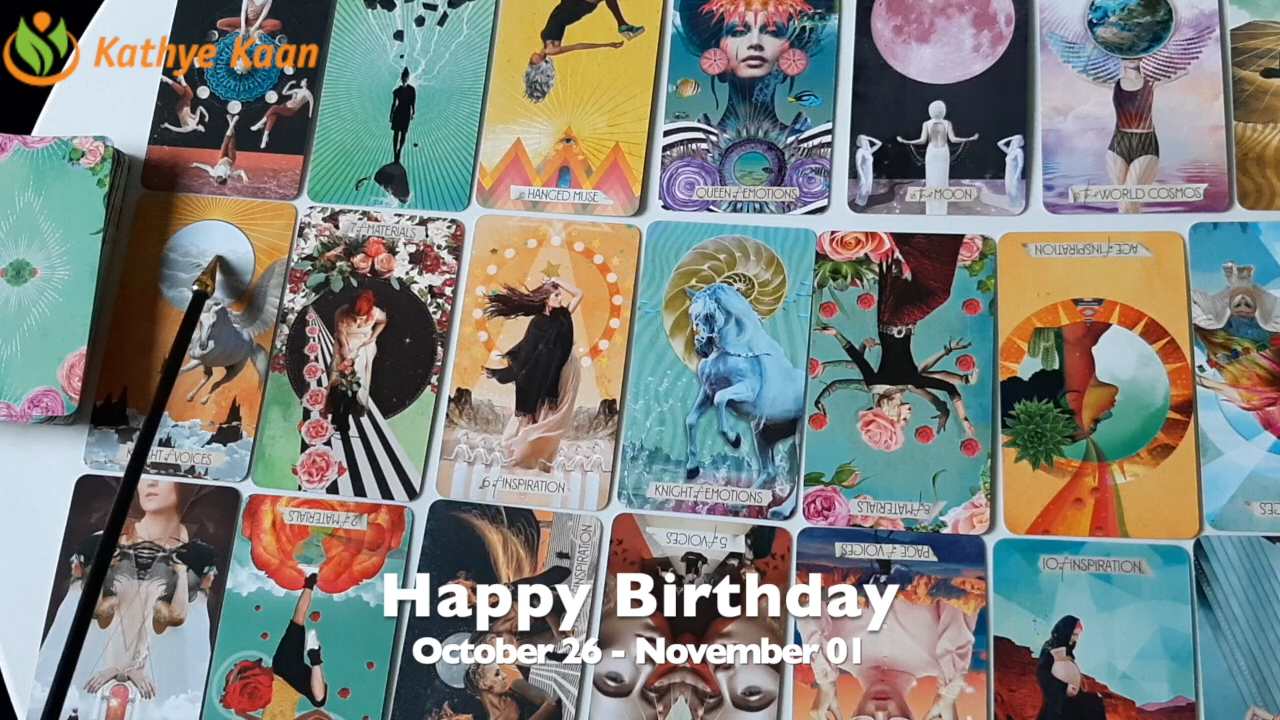 Kathye Kaan
HANGED MUSE
QUEEN of EMOTIONS
The MOON
The WORLD COSMOS
7 of MATERIALS
ACE of INSPIRATION
KNIGHT of VOICES
INSPIRATION
KNIGHT of EMOTIONS
8 of MATERIALS
2 of MATERIALS
INSPIRATION
5 of VOICES
PAGE of VOICES
10 of INSPIRATION
Happy Birthday
October 26 - November 01